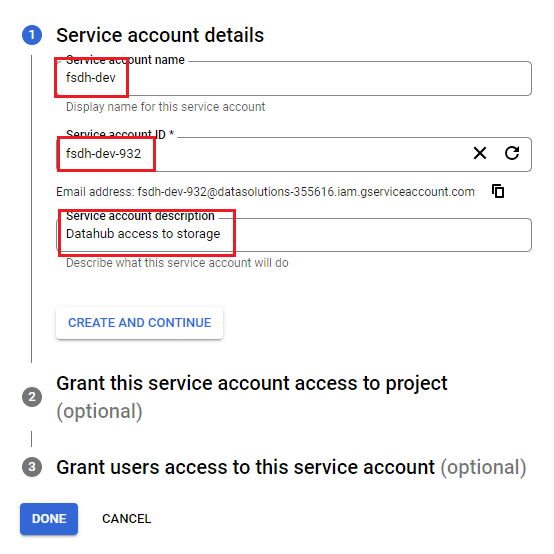 1 Service account details
Service account name
fsdh-dev
Display name for this service account
Service account ID *
fsdh-dev-932
Email address: fsdh-dev-932@datasolutions-355616.iam.gserviceaccount.com
Service account description
Datahub access to storage
Describe what this service account will do
CREATE AND CONTINUE
2 Grant this service account access to project
(optional)
3 Grant users access to this service account (optional)
DONE CANCEL